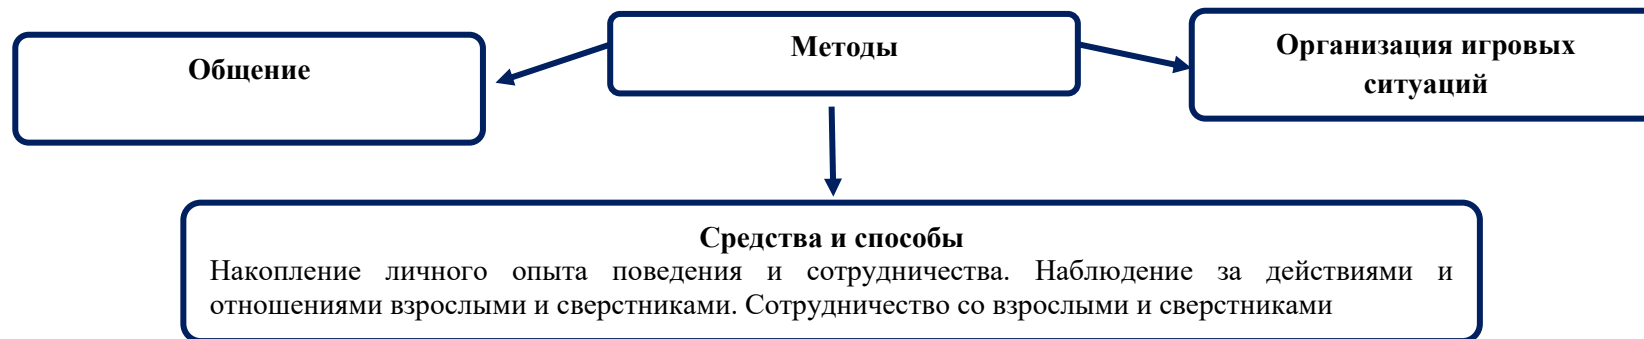 Общение
Методы
Организация игровых
ситуаций
Средства и способы
Накопление личного опыта поведения и сотрудничества. Наблюдение за действиями и
отношениями взрослыми и сверстниками. Сотрудничество со взрослыми и сверстниками